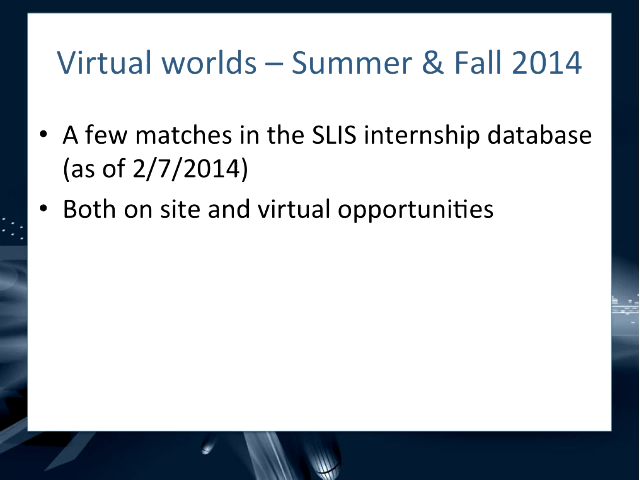 Virtual worlds – Summer & Fall 2014
• A few matches in the SLIS internship database
(as of 2/7/2014)
• Both on site and virtual opportunities